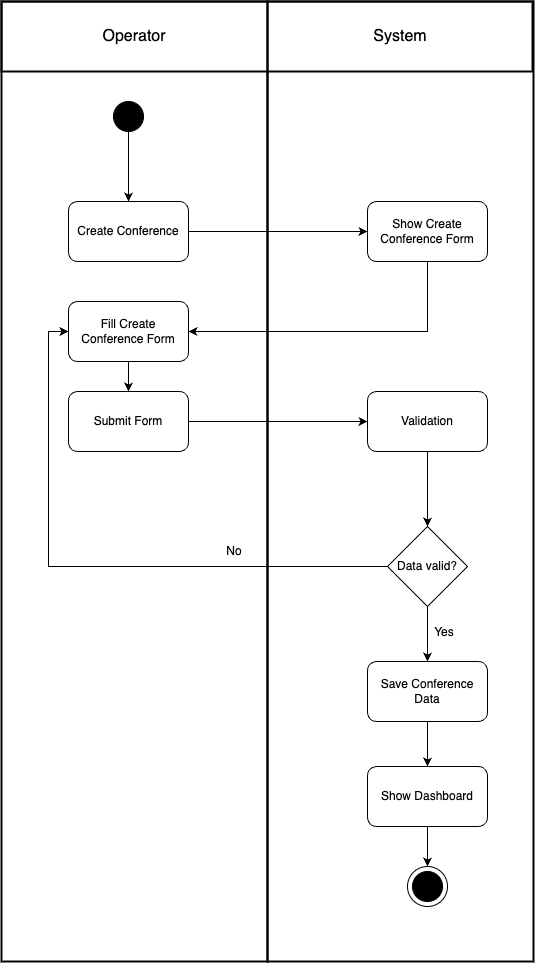 Operator
System
Create Conference
Show Create
Conference Form
Fill Create
Conference Form
Submit Form
Validation
No
Data valid?
Yes
Save Conference
Data
Show Dashboard